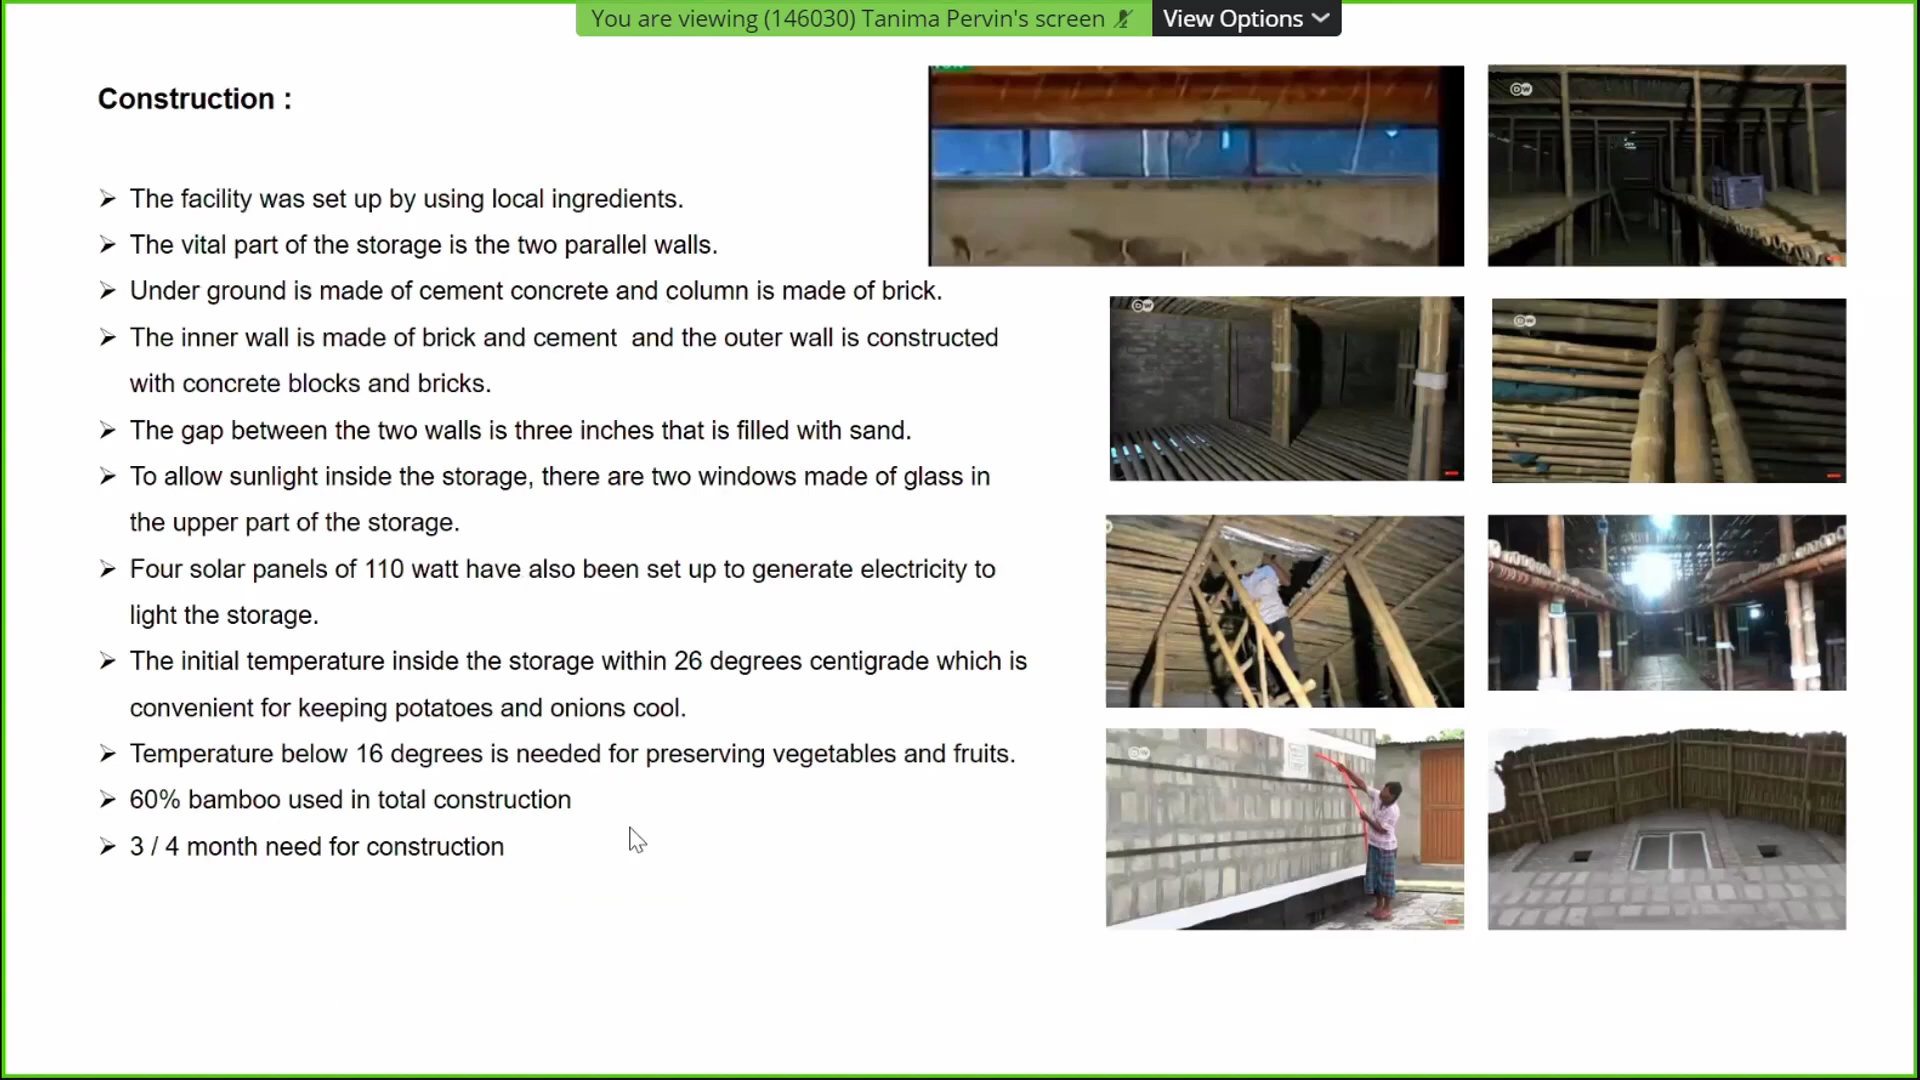 You are viewing (146030) Tanima Pervin's screen
View Options
Construction :
➢ The facility was set up by using local ingredients.
➢ The vital part of the storage is the two parallel walls.
➢ Under ground is made of cement concrete and column is made of brick.
➢ The inner wall is made of brick and cement  and the outer wall is constructed
with concrete blocks and bricks.
➢ The gap between the two walls is three inches that is filled with sand.
➢ To allow sunlight inside the storage, there are two windows made of glass in
the upper part of the storage.
➢ Four solar panels of 110 watt have also been set up to generate electricity to
light the storage.
➢ The initial temperature inside the storage within 26 degrees centigrade which is
convenient for keeping potatoes and onions cool.
➢ Temperature below 16 degrees is needed for preserving vegetables and fruits.
➢ 60% bamboo used in total construction
➢ 3 / 4 month need for construction
DW
DW
DW
DW